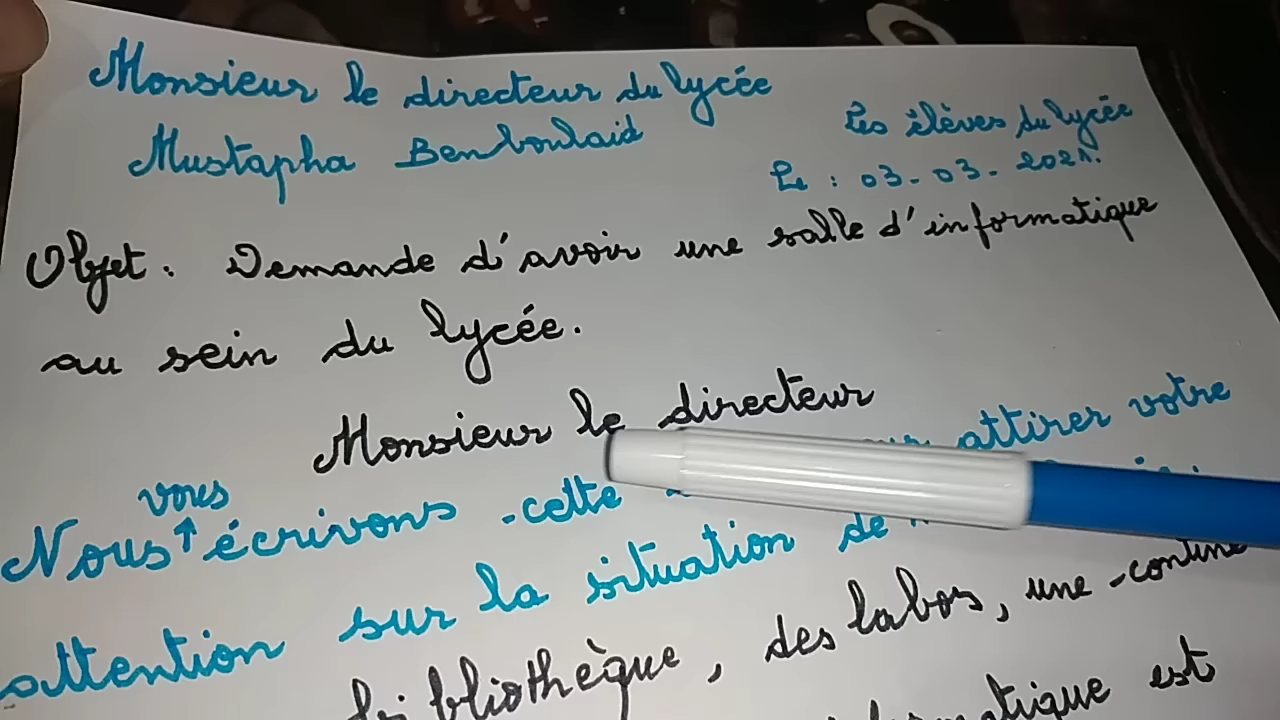 Monsieur le directeur du lycée
Mustapha Benboulaid
Les élèves du lycée
Le : 03-03-2021.
Objet : Demande d'avoir une salle d'informatique
au sein du lycée.
Monsieur le directeur
vous
Nous ↑ écrivons cette attirer votre
attention sur la situation de
bibliothèque, des labos, une
est